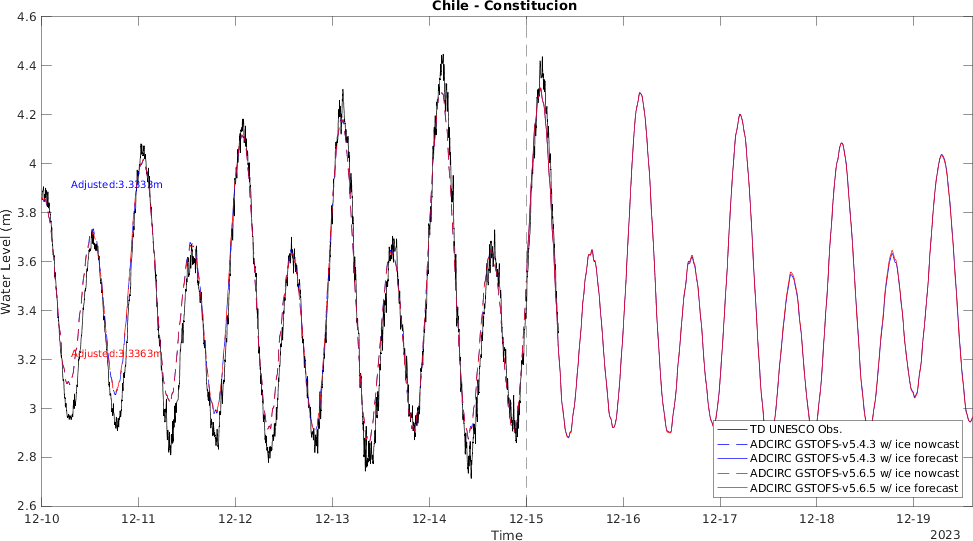 Chile - Constitucion
4.6
4.4
4.2
4
3.8
3.6
3.4
3.2
3
2.8
2.6
Water Level (m)
Adjusted:3.3333m
Adjusted:3.3363m
TD UNESCO Obs.
ADCIRC GSTOFS-v5.4.3 w/ ice nowcast
ADCIRC GSTOFS-v5.4.3 w/ ice forecast
ADCIRC GSTOFS-v5.6.5 w/ ice nowcast
ADCIRC GSTOFS-v5.6.5 w/ ice forecast
12-10 12-11 12-12 12-13 12-14 12-15 12-16 12-17 12-18 12-19
Time
2023